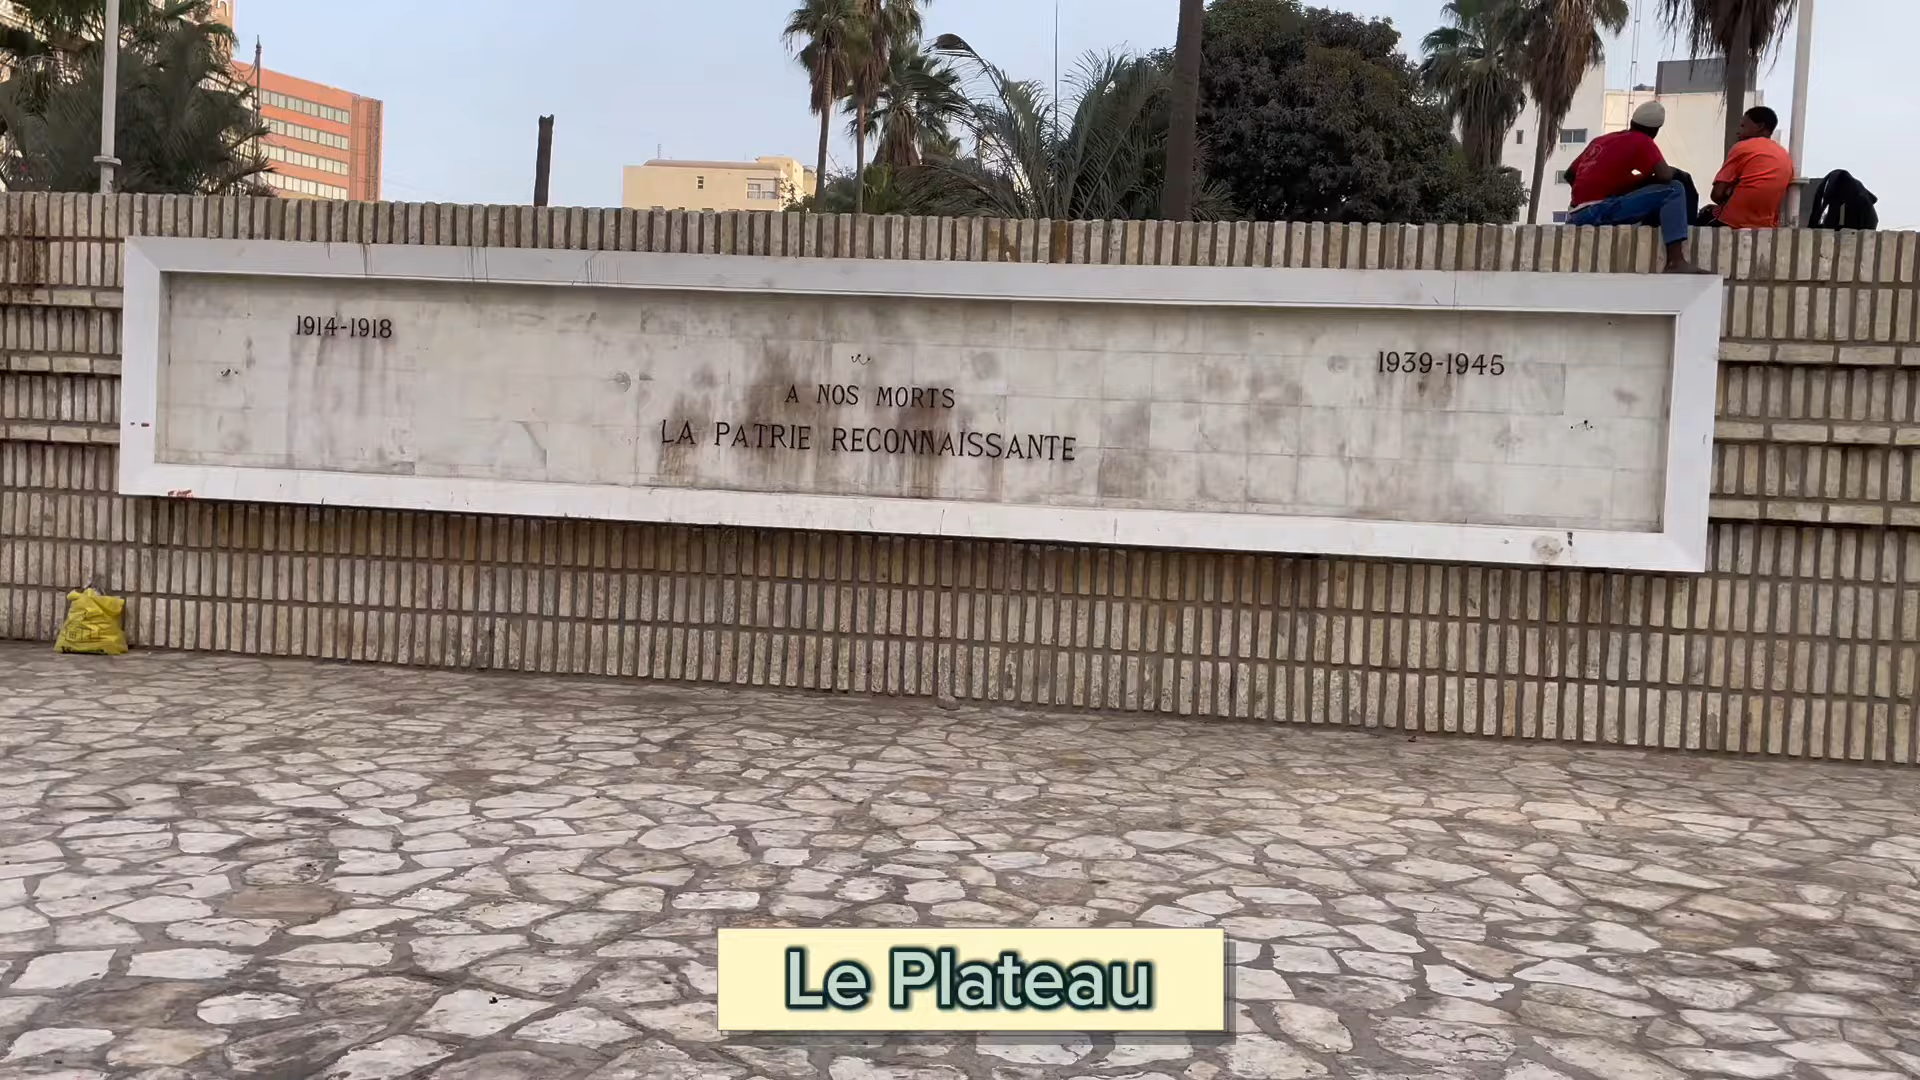 1914-1918
1939-1945
A NOS MORTS
LA PATRIE RECONNAISSANTE
Le Plateau